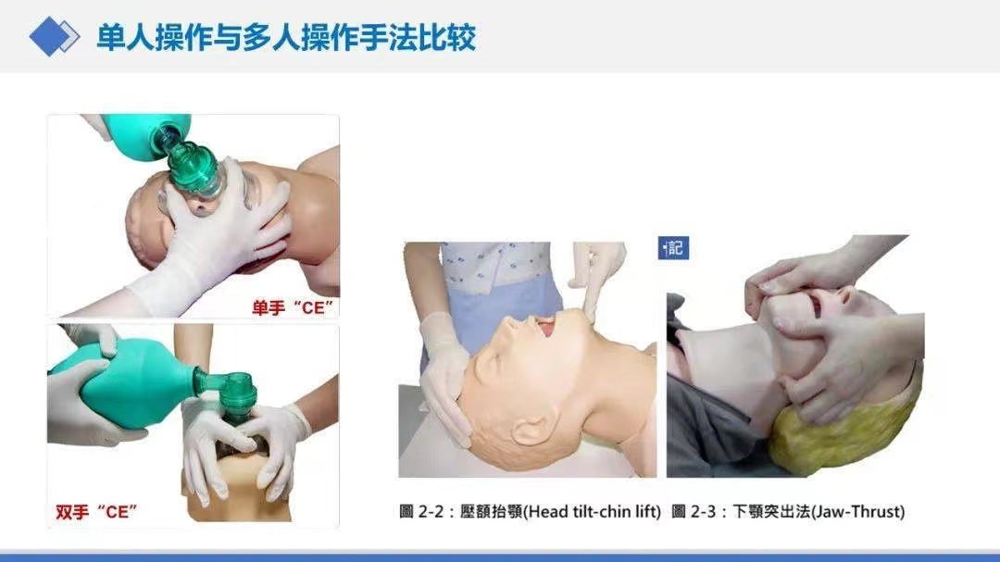 单人操作与多人操作手法比较
单手“CE”
記
双手“CE”
圖 2-2：壓額抬顎(Head tilt-chin lift)
圖 2-3：下顎突出法(Jaw-Thrust)